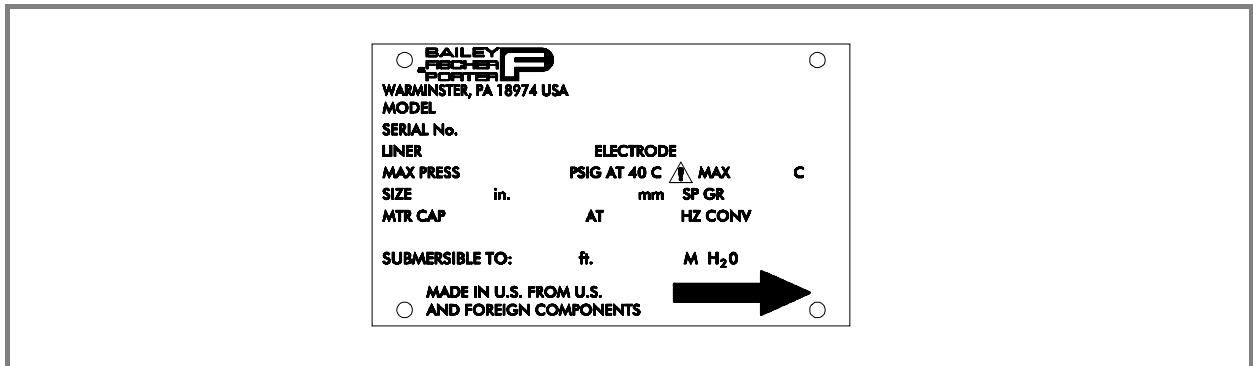 BAILEY
FISCHER
PORTER
WARMINSTER, PA 18974 USA
MODEL
SERIAL No.
LINER ELECTRODE
MAX PRESS PSIG AT 40 C MAX C
SIZE in. mm SP GR
MTR CAP AT HZ CONV
SUBMERSIBLE TO: ft. M H₂0
MADE IN U.S. FROM U.S.
AND FOREIGN COMPONENTS